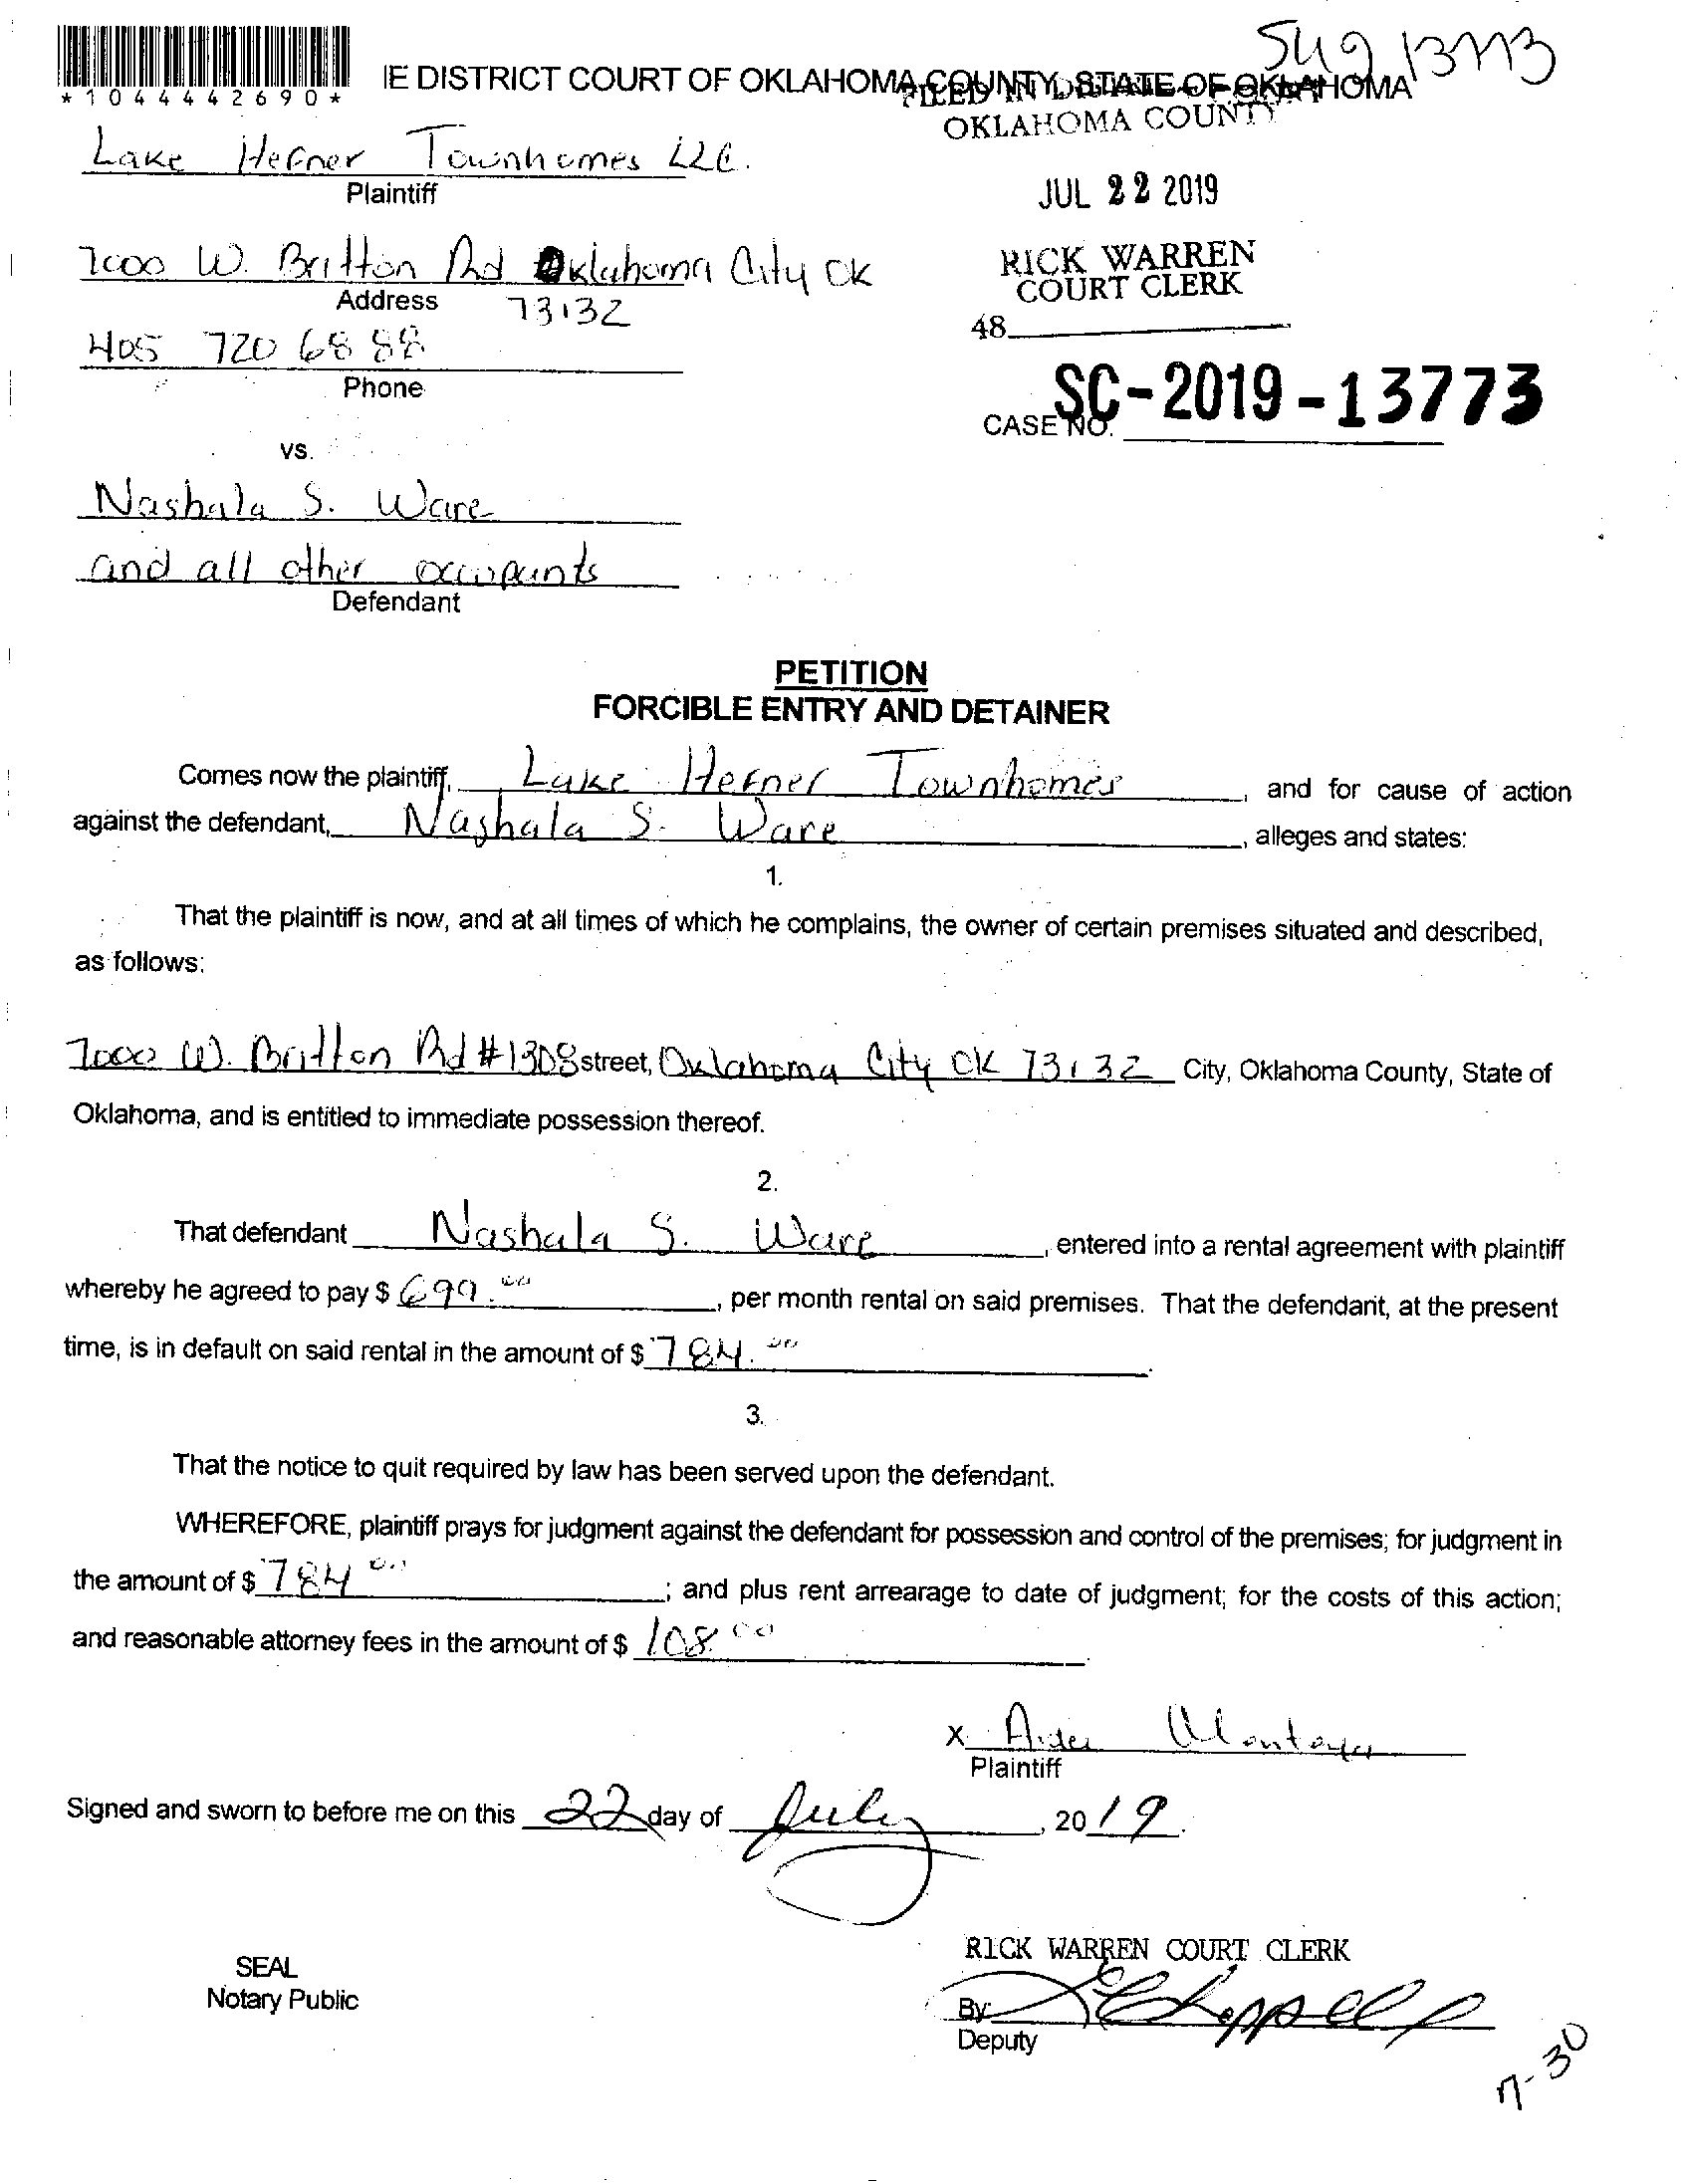 *1044442690*
IE DISTRICT COURT OF OKLAHOMA COUNTY, STATE OF OKLAHOMA
FILED IN
OKLAHOMA COUNTY
Lake Hefner Townhomes LLC.
Plaintiff
JUL 22 2019
7000 W. Britton Rd Oklahoma City OK
RICK WARREN
COURT CLERK
Address 73132
48
405 720 6888
Phone
CASE NO. SC-2019-13773
vs.
Nashala S. Ware
and all other occupants
Defendant
PETITION
FORCIBLE ENTRY AND DETAINER
Comes now the plaintiff, Lake Hefner Townhomes, and for cause of action
against the defendant, Nashala S. Ware, alleges and states:
1.
That the plaintiff is now, and at all times of which he complains, the owner of certain premises situated and described,
as follows:
7000 W. Britton Rd #1308 street, Oklahoma City OK 73132 City, Oklahoma County, State of
Oklahoma, and is entitled to immediate possession thereof.
2.
That defendant Nashala S. Ware, entered into a rental agreement with plaintiff
whereby he agreed to pay $ 699.00, per month rental on said premises. That the defendant, at the present
time, is in default on said rental in the amount of $ 784.00.
3.
That the notice to quit required by law has been served upon the defendant.
WHEREFORE, plaintiff prays for judgment against the defendant for possession and control of the premises; for judgment in
the amount of $ 784 00; and plus rent arrearage to date of judgment; for the costs of this action;
and reasonable attorney fees in the amount of $ 108.00.
X Montoya
Plaintiff
Signed and sworn to before me on this 22 day of July, 2019.
RICK WARREN COURT CLERK
SEAL
Notary Public
By:
Deputy
7-30